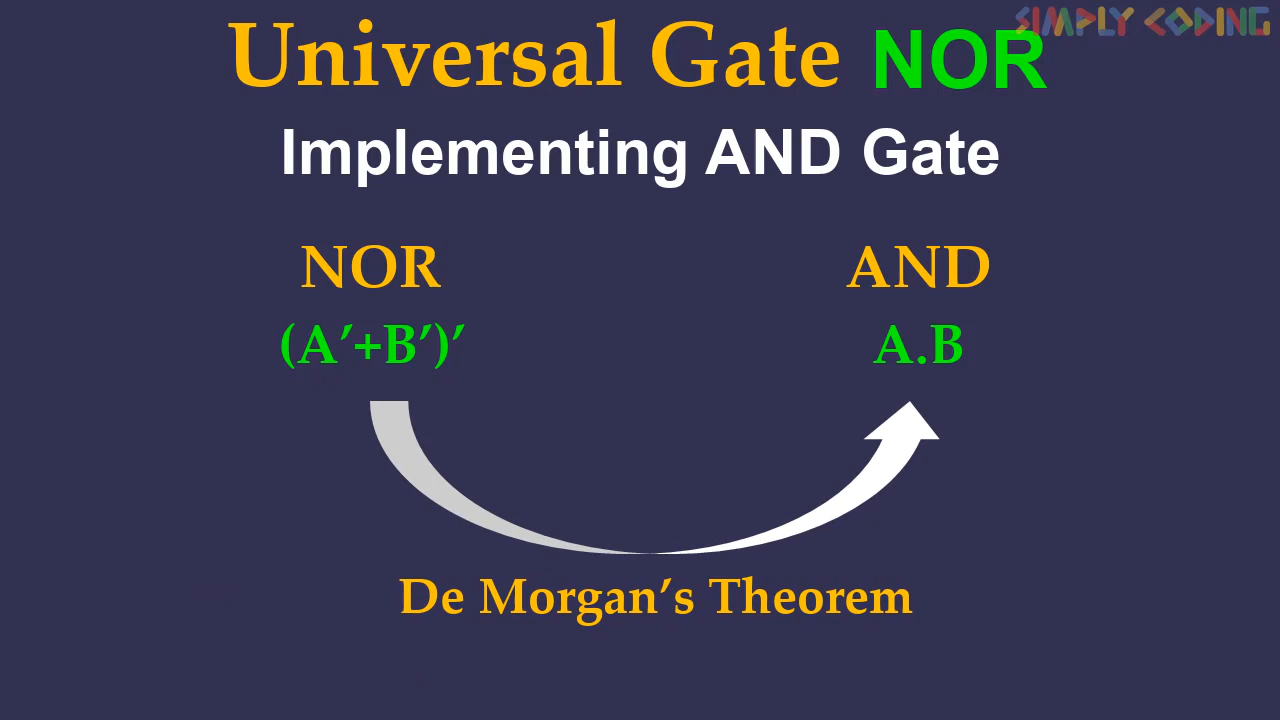 SIMPLY CODING
Universal Gate NOR
Implementing AND Gate
NOR AND
(A’+B’)’ A.B
De Morgan’s Theorem